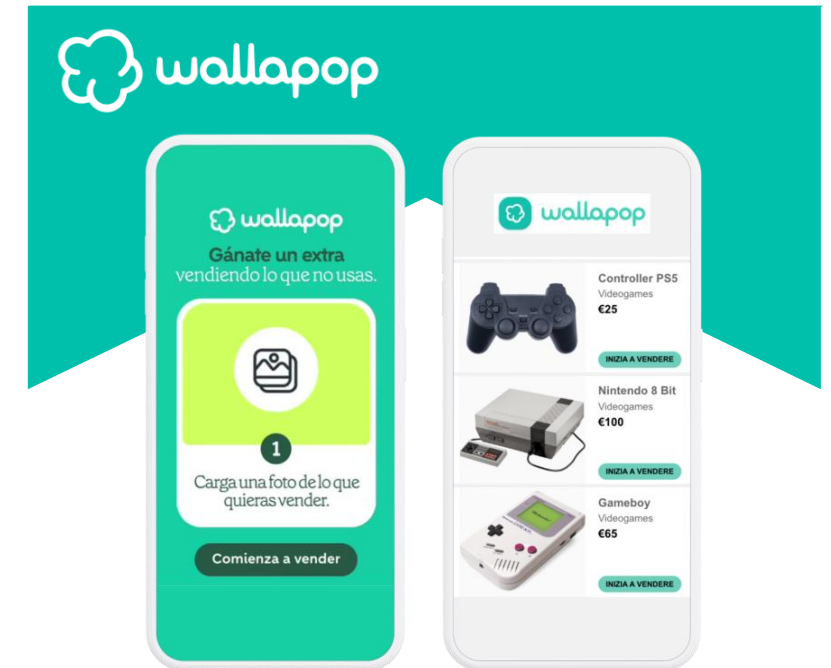 wallapop
wallapop
Gánate un extra
vendiendo lo que no usas.
1
Carga una foto de lo que
quieras vender.
Comienza a vender
wallapop
Controller PS5
Videogames
€25
INIZIA A VENDERE
Nintendo 8 Bit
Videogames
€100
INIZIA A VENDERE
Gameboy
Videogames
€65
INIZIA A VENDERE